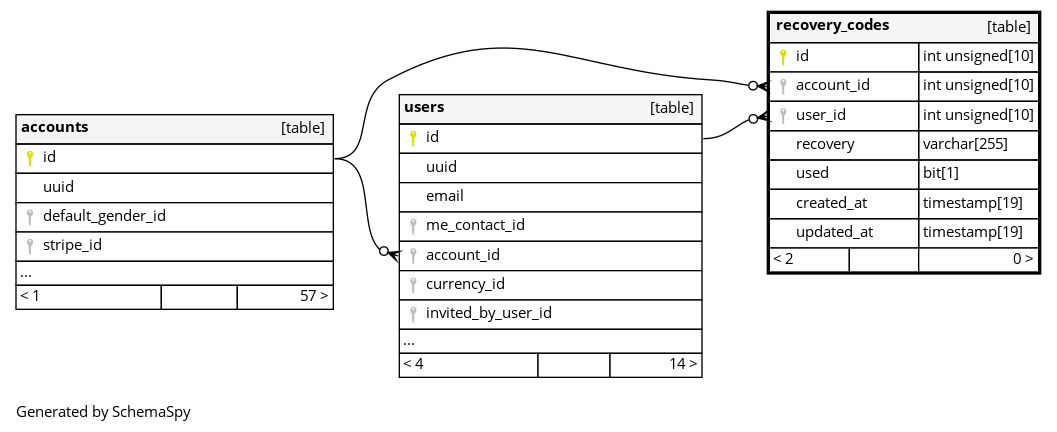 accounts [table]
id
uuid
default_gender_id
stripe_id
...
< 1 57 >
users [table]
id
uuid
email
me_contact_id
account_id
currency_id
invited_by_user_id
...
< 4 14 >
recovery_codes [table]
id int unsigned[10]
account_id int unsigned[10]
user_id int unsigned[10]
recovery varchar[255]
used bit[1]
created_at timestamp[19]
updated_at timestamp[19]
< 2 0 >
Generated by SchemaSpy